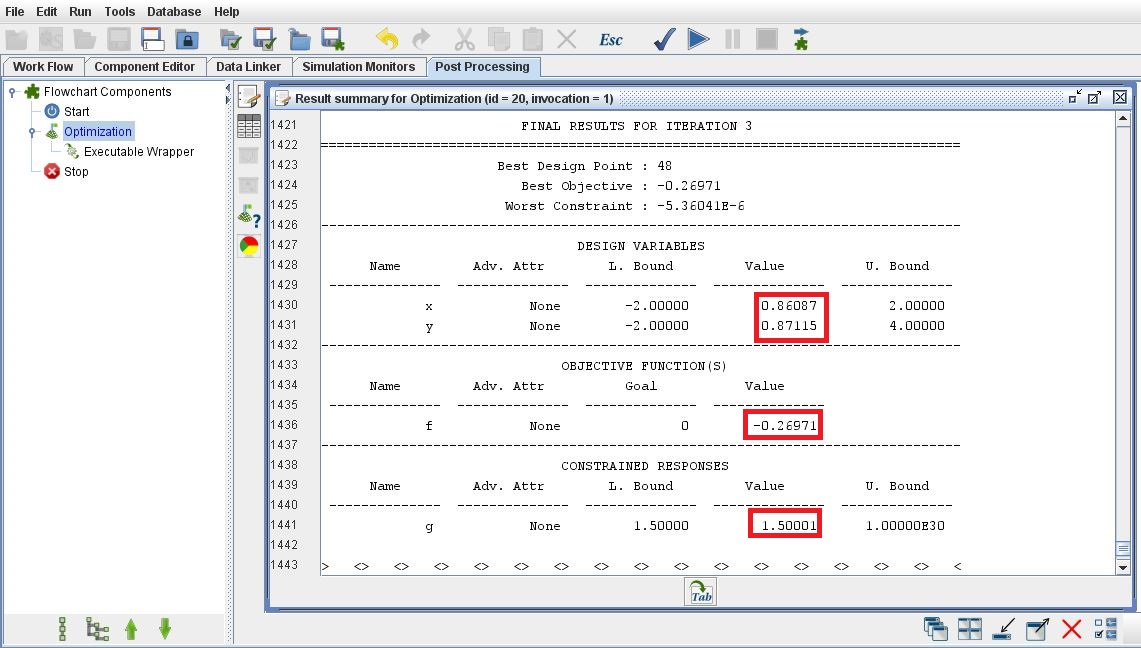 File Edit Run Tools Database Help
Esc
Work Flow Component Editor Data Linker Simulation Monitors Post Processing
Flowchart Components
Start
Optimization
Executable Wrapper
Stop
Result summary for Optimization (id = 20, invocation = 1)
1421 FINAL RESULTS FOR ITERATION 3
1422 ================================================================================
1423 Best Design Point : 48
1424 Best Objective : -0.26971
1425 Worst Constraint : -5.36041E-6
1426 --------------------------------------------------------------------------------
1427 DESIGN VARIABLES
1428 Name Adv. Attr L. Bound Value U. Bound
1429 -------------- -------------- -------------- -------------- --------------
1430 x None -2.00000 0.86087 2.00000
1431 y None -2.00000 0.87115 4.00000
1432 --------------------------------------------------------------------------------
1433 OBJECTIVE FUNCTION(S)
1434 Name Adv. Attr Goal Value
1435 -------------- -------------- -------------- --------------
1436 f None 0 -0.26971
1437 --------------------------------------------------------------------------------
1438 CONSTRAINED RESPONSES
1439 Name Adv. Attr L. Bound Value U. Bound
1440 -------------- -------------- -------------- -------------- --------------
1441 g None 1.50000 1.50001 1.00000E30
1442
1443 > <> <> <> <> <> <> <> <> <> <> <> <> <> <> <> <
Tab